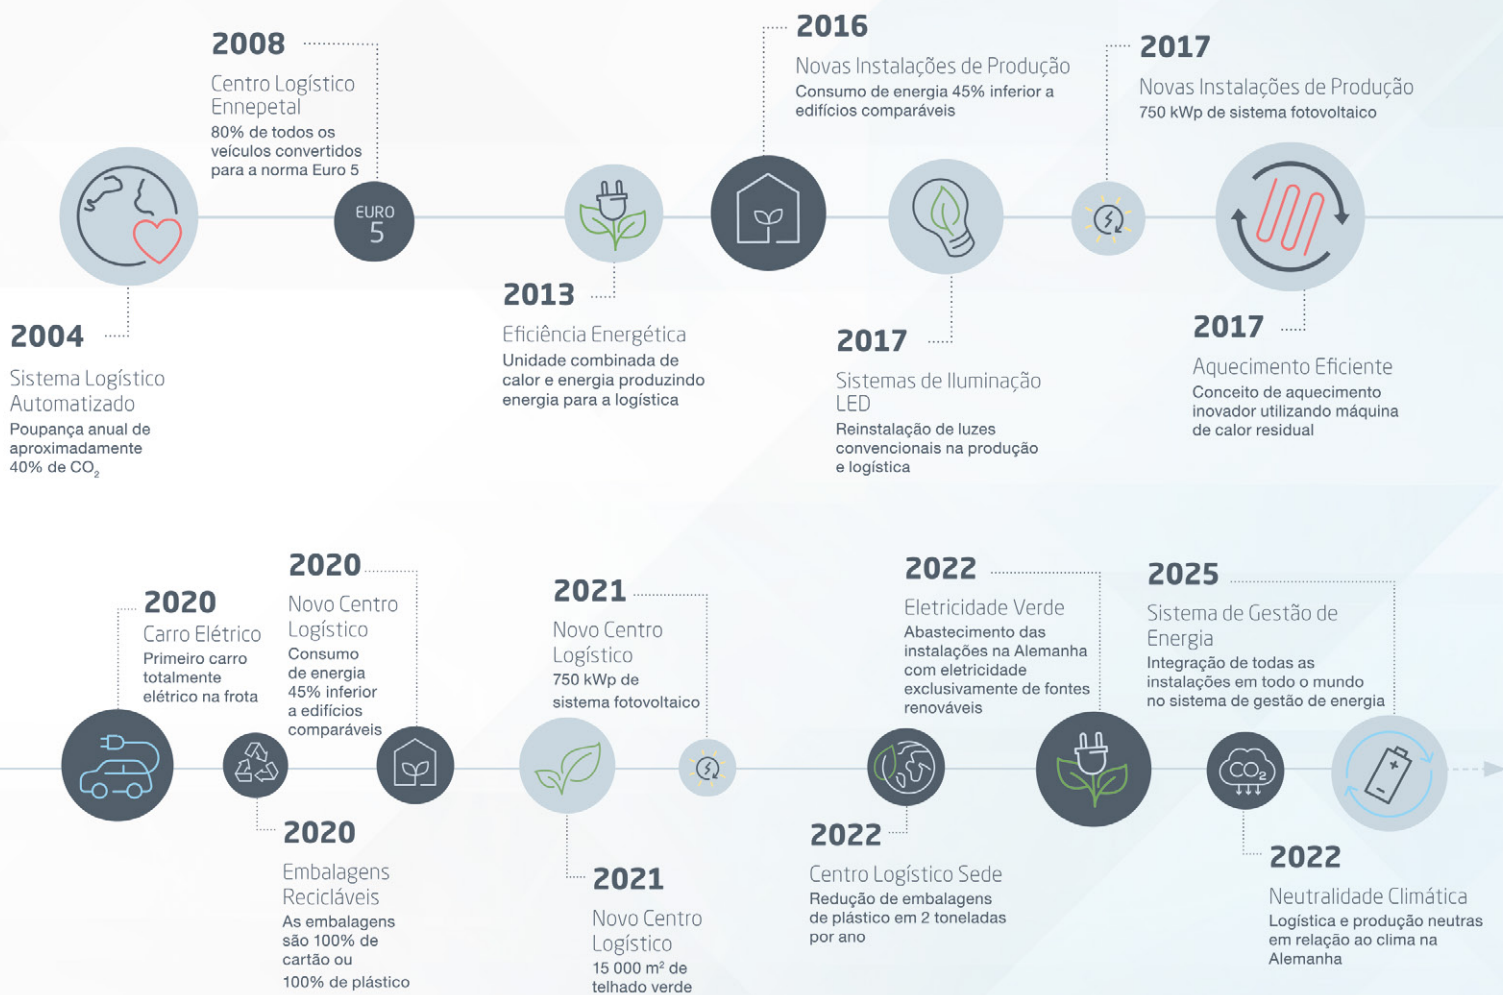 2004
Sistema Logístico
Automatizado
Poupança anual de
aproximadamente
40% de CO₂
2008
Centro Logístico
Ennepetal
80% de todos os
veículos convertidos
para a norma Euro 5
EURO
5
2013
Eficiência Energética
Unidade combinada de
calor e energia produzindo
energia para a logística
2016
Novas Instalações de Produção
Consumo de energia 45% inferior a
edifícios comparáveis
2017
Sistemas de Iluminação
LED
Reinstalação de luzes
convencionais na produção
e logística
2017
Novas Instalações de Produção
750 kWp de sistema fotovoltaico
2017
Aquecimento Eficiente
Conceito de aquecimento
inovador utilizando máquina
de calor residual
2020
Carro Elétrico
Primeiro carro
totalmente
elétrico na frota
2020
Embalagens
Recicláveis
As embalagens
são 100% de
cartão ou
100% de plástico
2020
Novo Centro
Logístico
Consumo
de energia
45% inferior
a edifícios
comparáveis
2021
Novo Centro
Logístico
15 000 m² de
telhado verde
2021
Novo Centro
Logístico
750 kWp de
sistema fotovoltaico
2022
Centro Logístico Sede
Redução de embalagens
de plástico em 2 toneladas
por ano
2022
Eletricidade Verde
Abastecimento das
instalações na Alemanha
com eletricidade
exclusivamente de fontes
renováveis
CO₂
2022
Neutralidade Climática
Logística e produção neutras
em relação ao clima na
Alemanha
2025
Sistema de Gestão de
Energia
Integração de todas as
instalações em todo o mundo
no sistema de gestão de energia